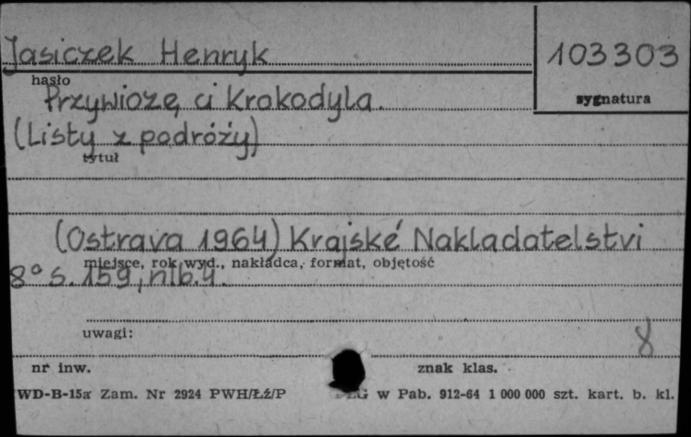 Jasiczek Henryk
103303
hasło
sygnatura
Przywiozę ci Krokodyla.
(Listy z podróży)
tytuł
(Ostrava 1964) Krajské Nakladatelstvi
miejsce, rok wyd., nakładca, format, objętość
8° s. 159, nlb. 4.
uwagi:
8
nr inw.
znak klas.
WD-B-15a Zam. Nr 2924 PWH/Łź/P
w Pab. 912-64 1 000 000 szt. kart. b. kl.